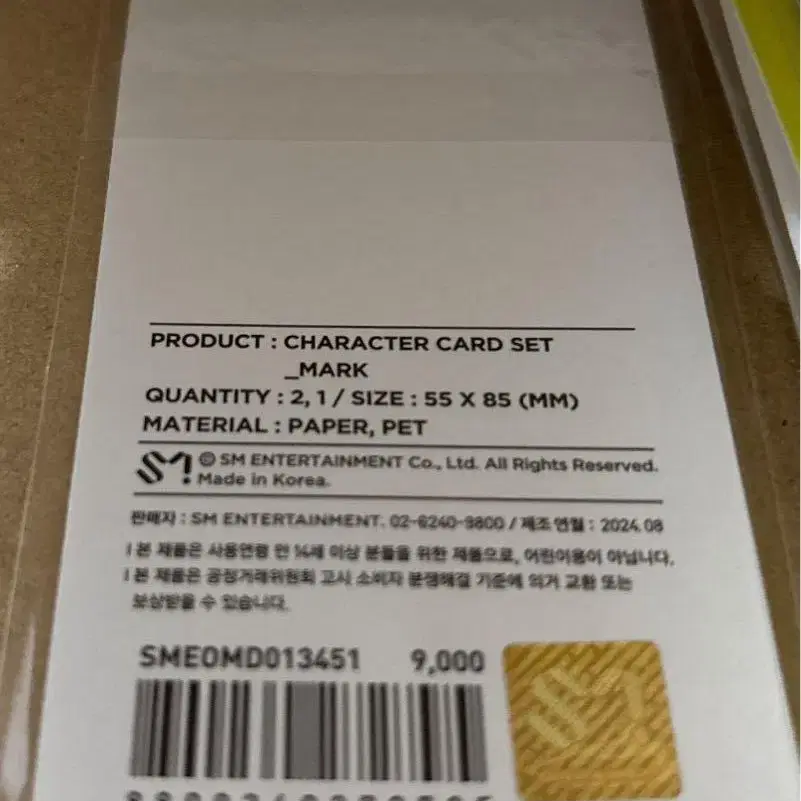 PRODUCT : CHARACTER CARD SET
_MARK
QUANTITY : 2, 1 / SIZE : 55 X 85 (MM)
MATERIAL : PAPER, PET
SM
© SM ENTERTAINMENT Co., Ltd. All Rights Reserved.
Made in Korea.
판매자 : SM ENTERTAINMENT. 02-6240-9800 / 제조연월 : 2024.08
| 본 제품은 사용연령 만 14세 이상 분들을 위한 제품으로, 어린이용이 아닙니다.
| 본 제품은 공정거래위원회 고시 소비자 분쟁해결 기준에 의거 교환 또는
보상받을 수 있습니다.
SMEOMD013451 9,000
SM